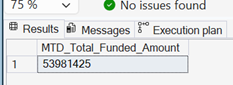 75 % No issues found
Results Messages Execution plan
MTD_Total_Funded_Amount
1 53981425